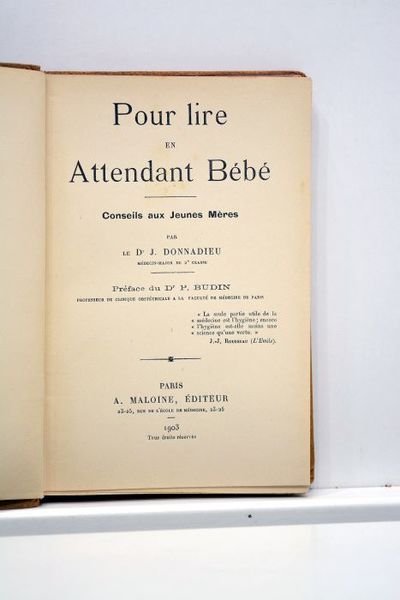 Pour lire
EN
Attendant Bébé
Conseils aux Jeunes Mères
PAR
LE Dr J. DONNADIEU
MÉDECIN-MAJOR DE 2e CLASSE
Préface du Dr P. BUDIN
PROFESSEUR DE CLINIQUE OBSTÉTRICALE A LA FACULTÉ DE MÉDECINE DE PARIS
« La seule partie utile de la
« médecine est l'hygiène; encore
« l'hygiène est-elle moins une
« science qu'une vertu. »
J.-J. ROUSSEAU (L'Emile).
PARIS
A. MALOINE, ÉDITEUR
23-25, RUE DE L'ÉCOLE DE MÉDECINE, 23-25
1903
Tous droits réservés